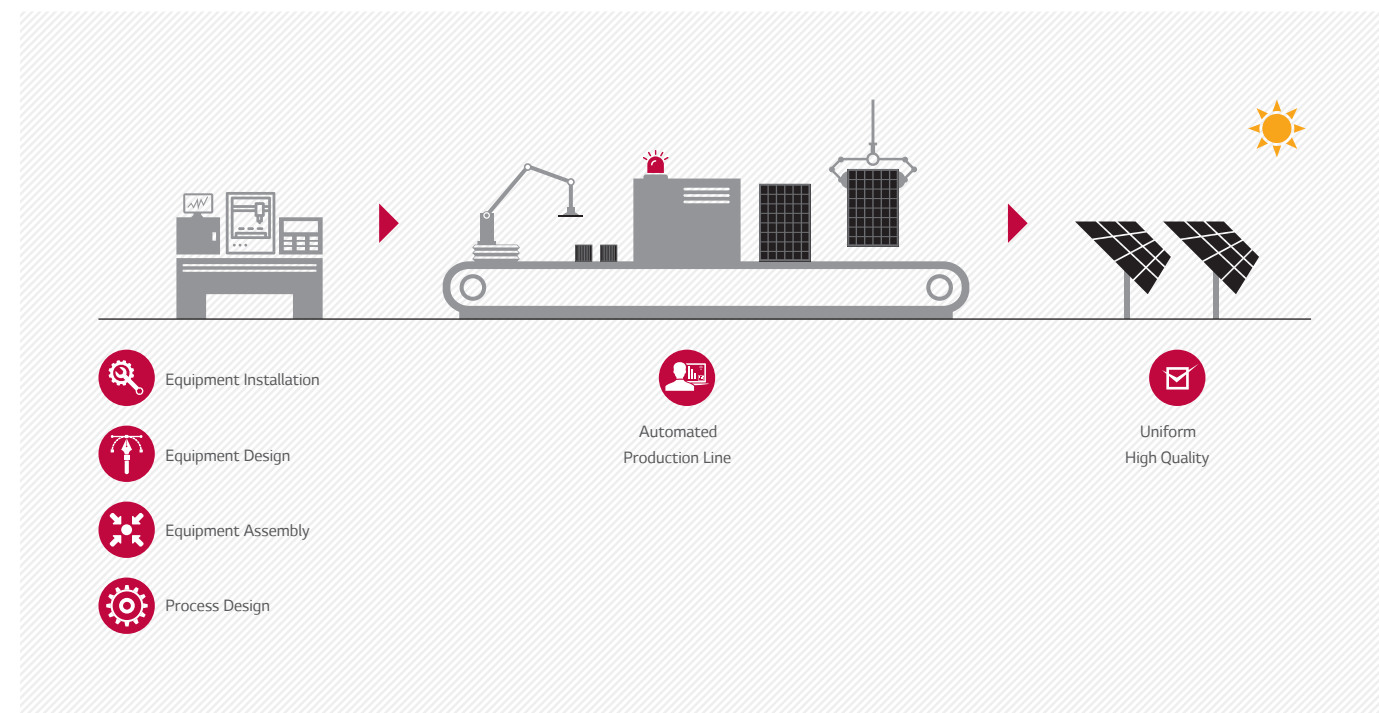 Equipment Installation
Equipment Design
Equipment Assembly
Process Design
Automated
Production Line
Uniform
High Quality